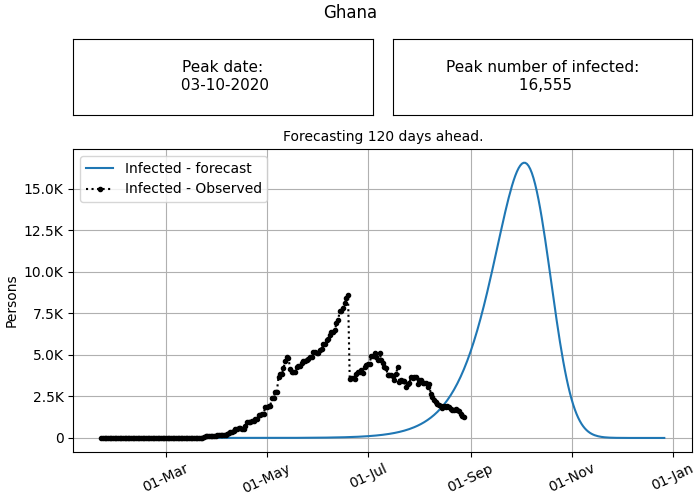 Ghana
Peak date:
03-10-2020
Peak number of infected:
16,555
Forecasting 120 days ahead.
Infected - forecast
Infected - Observed
15.0K
12.5K
10.0K
7.5K
5.0K
2.5K
0
Persons
01-Mar
01-May
01-Jul
01-Sep
01-Nov
01-Jan